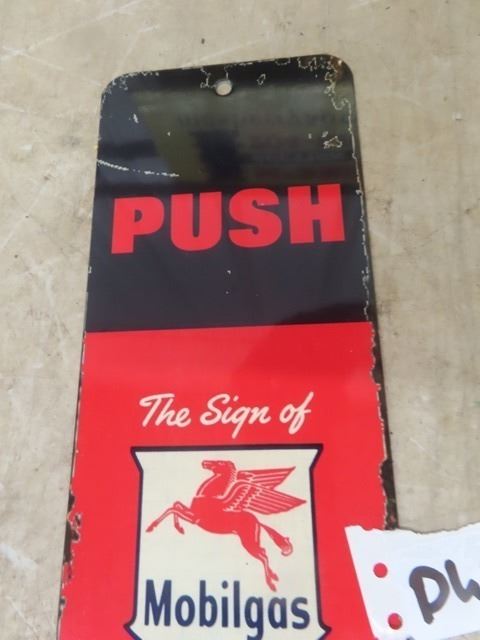 PUSH
The Sign of
Mobilgas